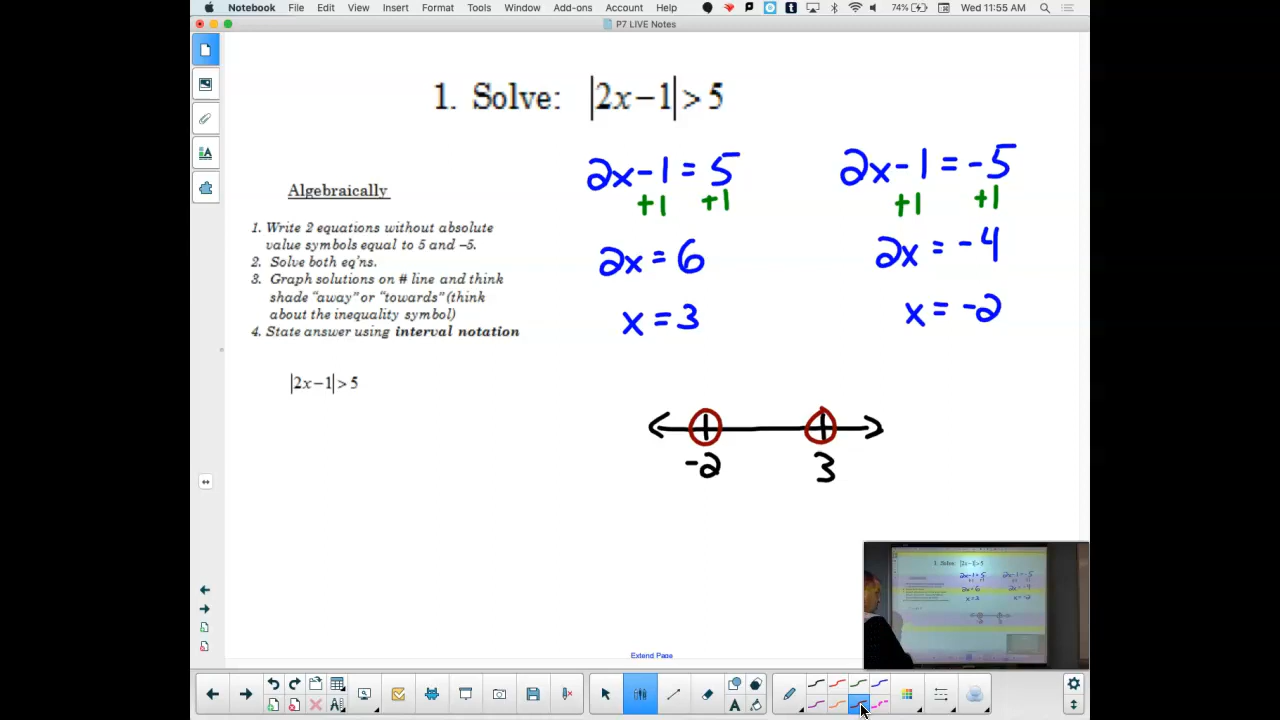 Notebook File Edit View Insert Format Tools Window Add-ons Account Help 74% Wed 11:55 AM
P7 LIVE Notes
1. Solve: |2x−1| > 5
2x-1 = 5
+1 +1
2x = 6
x = 3
2x-1 = -5
+1 +1
2x = -4
x = -2
Algebraically
1. Write 2 equations without absolute
value symbols equal to 5 and –5.
2. Solve both eq'ns.
3. Graph solutions on # line and think
shade "away" or "towards" (think
about the inequality symbol)
4. State answer using interval notation
|2x−1| > 5
-2 3
Extend Page